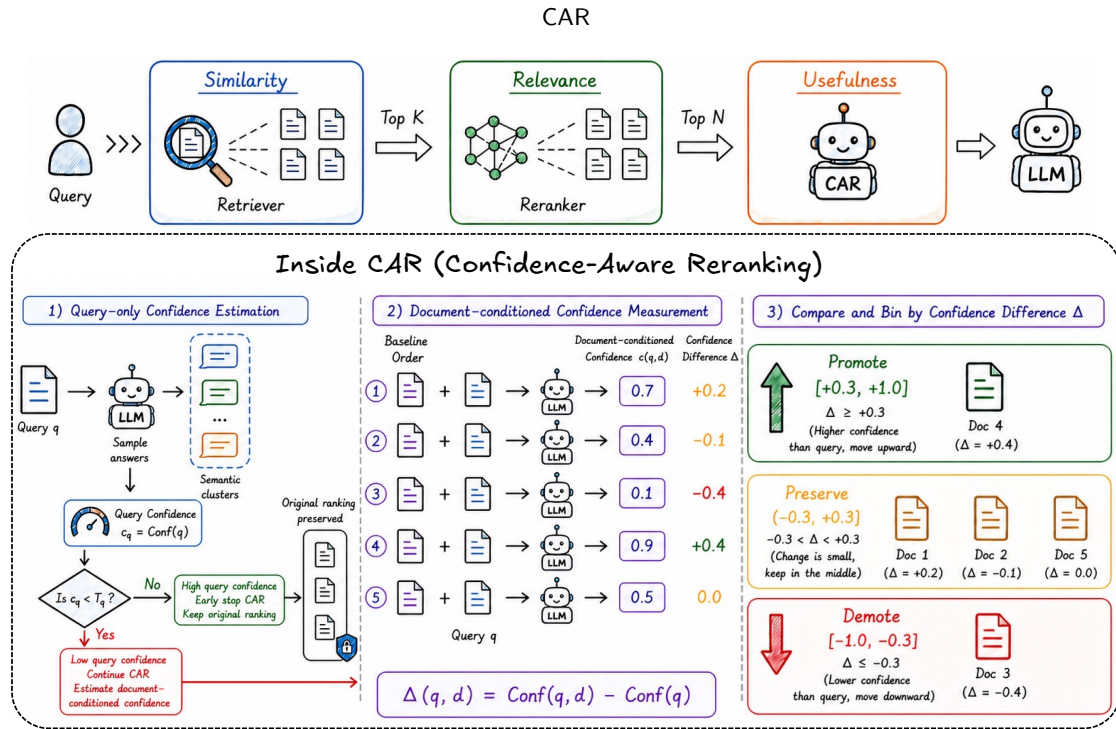 CAR
Similarity
Relevance
Usefulness
Query
Retriever
Top K
Reranker
Top N
CAR
LLM
Inside CAR (Confidence-Aware Reranking)
1) Query-only Confidence Estimation
Query q
LLM
Sample
answers
...
Semantic
clusters
Query Confidence
c_q = Conf(q)
Is c_q < T_q ?
No
High query confidence
Early stop CAR
Keep original ranking
Original ranking
preserved
Yes
Low query confidence
Continue CAR
Estimate document-
conditioned confidence
2) Document-conditioned Confidence Measurement
Baseline
Order
Document-conditioned
Confidence c(q,d)
Confidence
Difference Δ
1 + LLM 0.7 +0.2
2 + LLM 0.4 −0.1
3 + LLM 0.1 −0.4
4 + LLM 0.9 +0.4
5 + LLM 0.5 0.0
Query q
Δ(q, d) = Conf(q,d) − Conf(q)
3) Compare and Bin by Confidence Difference Δ
Promote
[+0.3, +1.0]
Δ ≥ +0.3
(Higher confidence
than query, move upward)
Doc 4
(Δ = +0.4)
Preserve
(−0.3, +0.3]
−0.3 < Δ < +0.3
(Change is small,
keep in the middle)
Doc 1
(Δ = +0.2)
Doc 2
(Δ = −0.1)
Doc 5
(Δ = 0.0)
Demote
[−1.0, −0.3]
Δ ≤ −0.3
(Lower confidence
than query, move downward)
Doc 3
(Δ = −0.4)